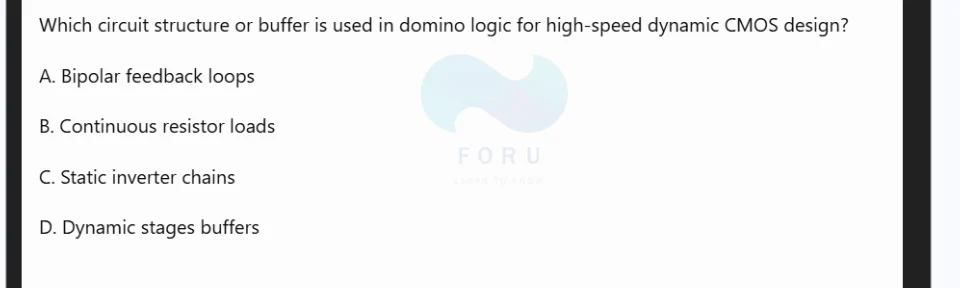 Which circuit structure or buffer is used in domino logic for high-speed dynamic CMOS design?
A. Bipolar feedback loops
B. Continuous resistor loads
FORU
C. Static inverter chains
D. Dynamic stages buffers